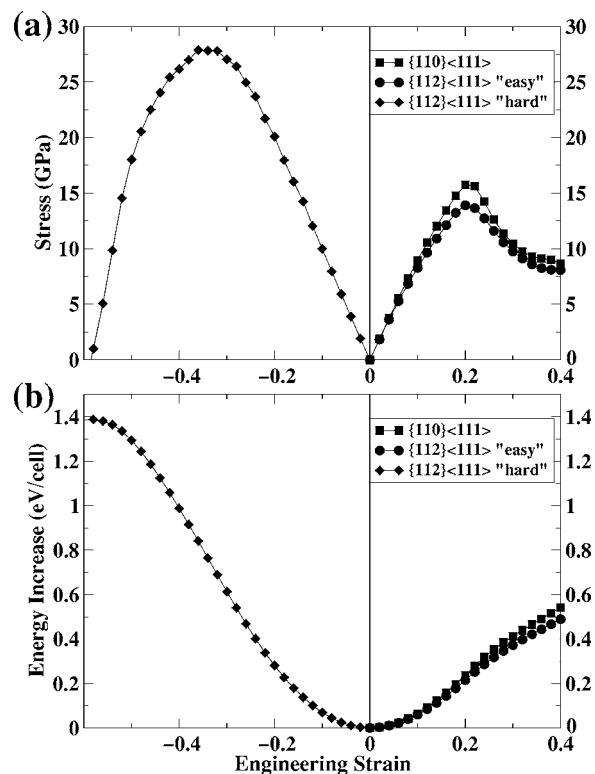 (a)
30
25
20
15
10
5
0
Stress (GPa)
30
25
20
15
10
5
0
{110}<111>
{112}<111> "easy"
{112}<111> "hard"
−0.4 −0.2 0 0.2 0.4
(b)
1.4
1.2
1
0.8
0.6
0.4
0.2
0
Energy Increase (eV/cell)
1.4
1.2
1
0.8
0.6
0.4
0.2
0
{110}<111>
{112}<111> "easy"
{112}<111> "hard"
−0.4 −0.2 0 0.2 0.4
Engineering Strain